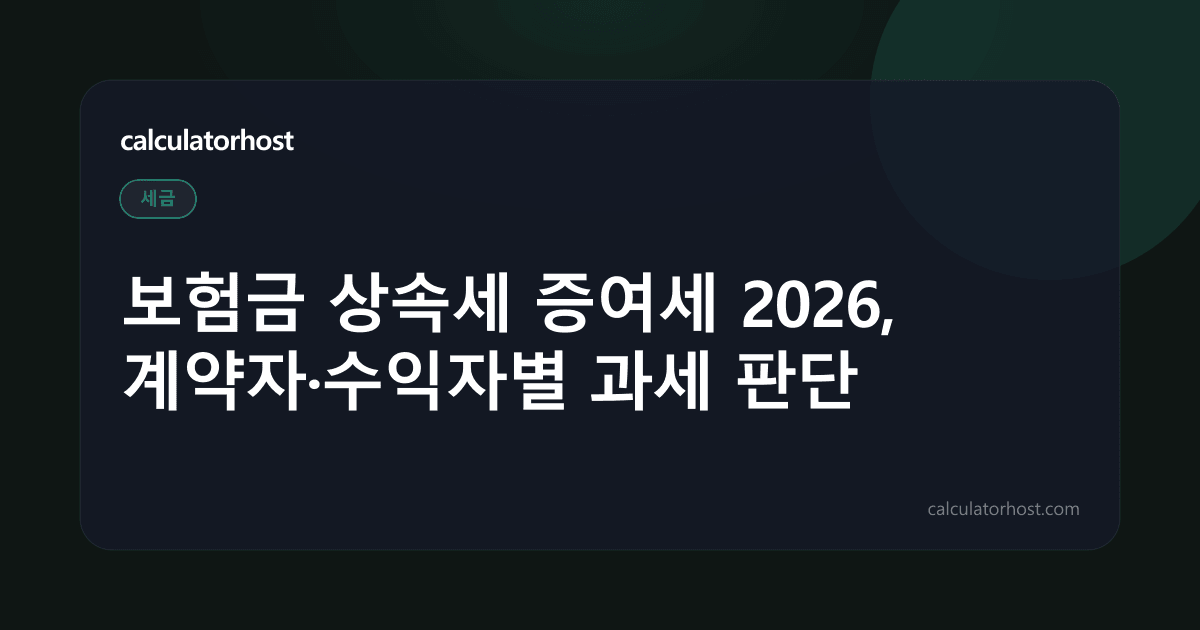 calculatorhost
세금
보험금 상속세 증여세 2026,
계약자·수익자별 과세 판단
calculatorhost.com